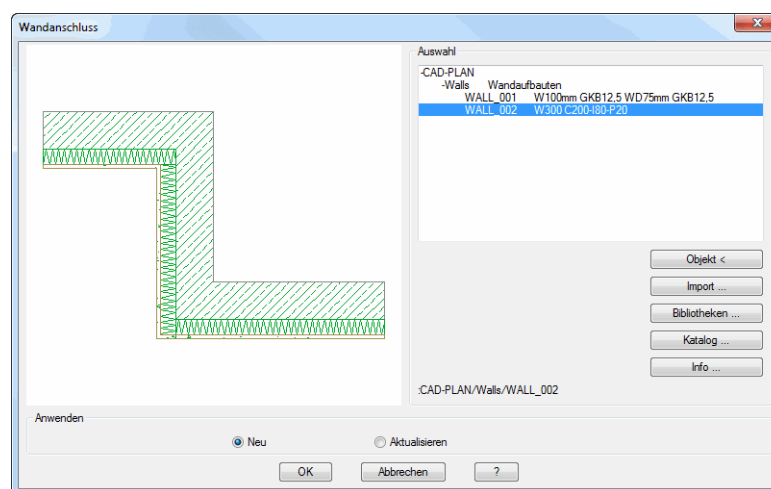 Wandanschluss
Auswahl
-CAD-PLAN
-Walls Wandaufbauten
WALL_001 W100mm GKB12,5 WD75mm GKB12,5
WALL_002 W300 C200-I80-P20
Objekt <
Import ...
Bibliotheken ...
Katalog ...
Info ...
:CAD-PLAN/Walls/WALL_002
Anwenden
Neu
Aktualisieren
OK
Abbrechen
?